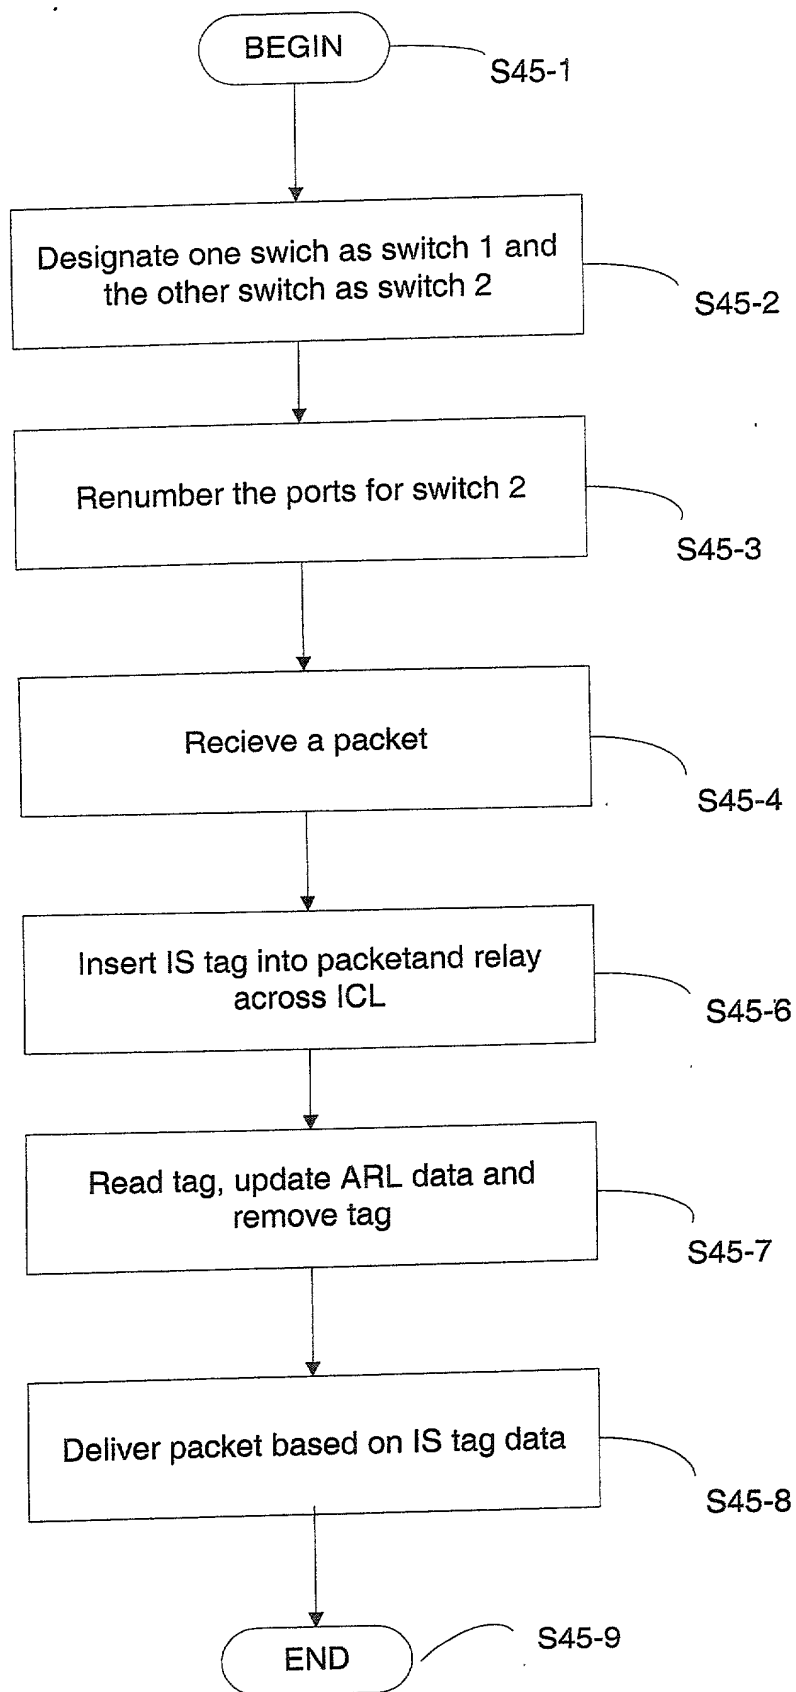 BEGIN
S45-1
Designate one swich as switch 1 and
the other switch as switch 2
S45-2
Renumber the ports for switch 2
S45-3
Recieve a packet
S45-4
Insert IS tag into packetand relay
across ICL
S45-6
Read tag, update ARL data and
remove tag
S45-7
Deliver packet based on IS tag data
S45-8
END
S45-9